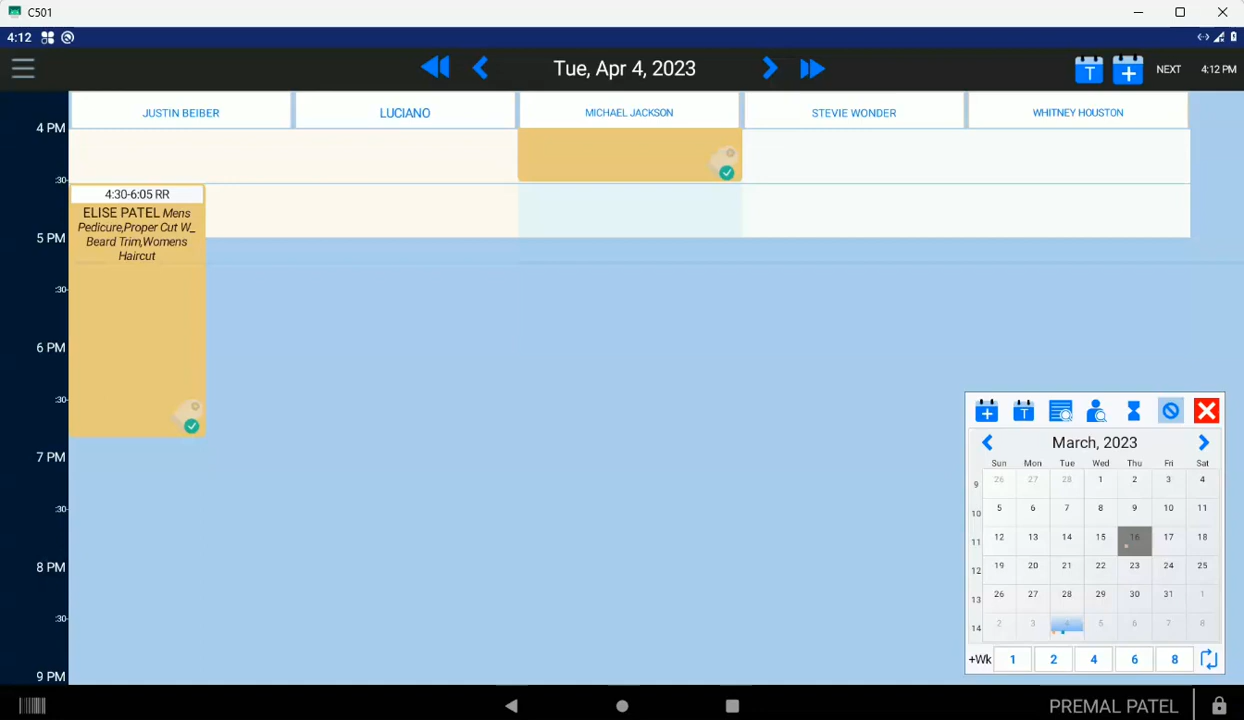 C501
4:12
Tue, Apr 4, 2023
T
NEXT
4:12 PM
JUSTIN BEIBER
LUCIANO
MICHAEL JACKSON
STEVIE WONDER
WHITNEY HOUSTON
4 PM
:30
4:30-6:05 RR
ELISE PATEL Mens
Pedicure,Proper Cut W_
Beard Trim,Womens
Haircut
5 PM
:30
6 PM
:30
7 PM
:30
8 PM
:30
9 PM
T
March, 2023
Sun Mon Tue Wed Thu Fri Sat
9 26 27 28 1 2 3 4
10 5 6 7 8 9 10 11
11 12 13 14 15 16 17 18
12 19 20 21 22 23 24 25
13 26 27 28 29 30 31 1
14 2 3 4 5 6 7 8
+Wk 1 2 4 6 8
PREMAL PATEL